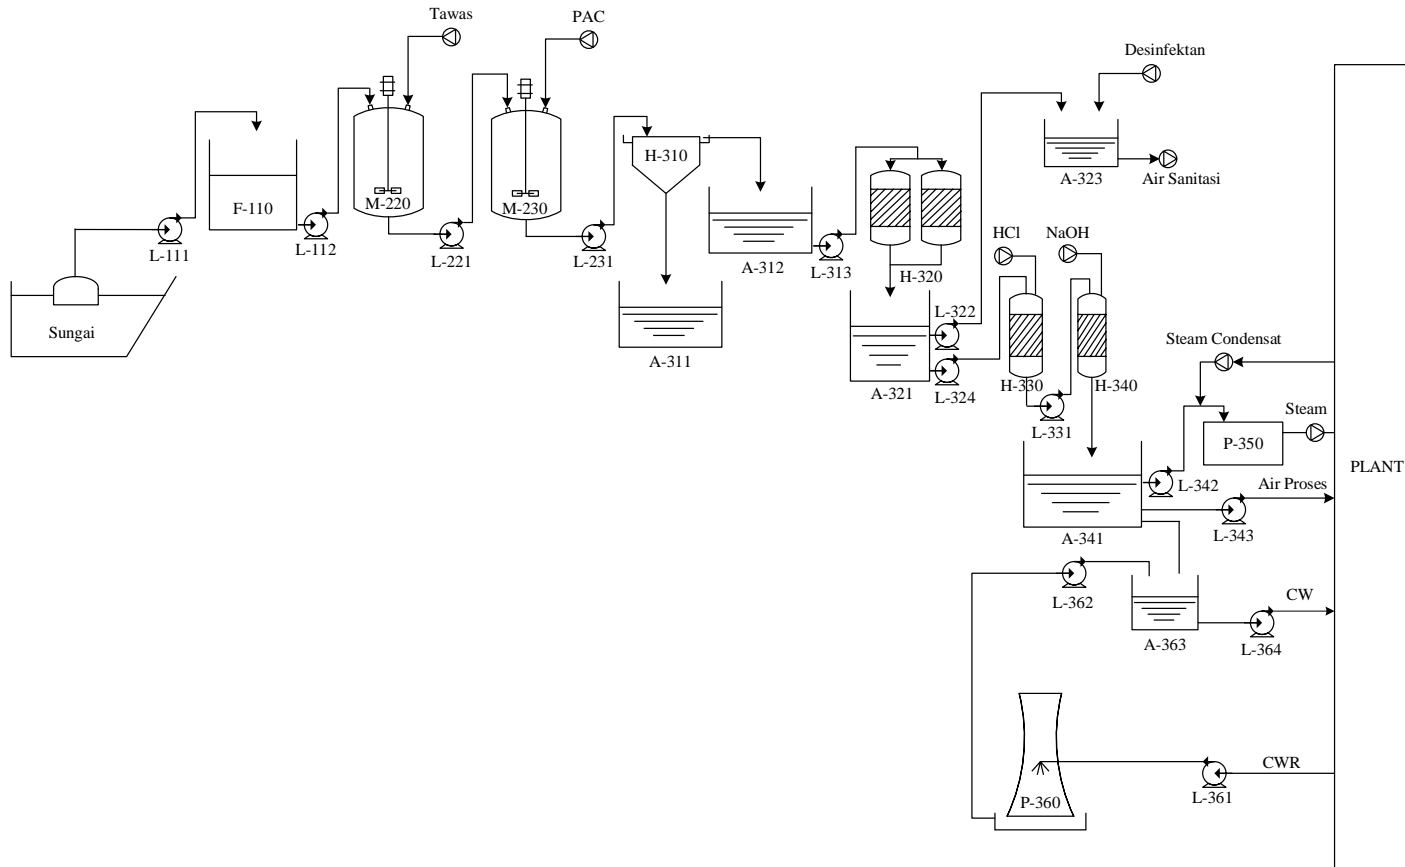 Tawas
PAC
Desinfektan
H-310
A-323
Air Sanitasi
M-220
M-230
F-110
L-111
L-112
L-221
L-231
A-312
L-313
H-320
HCl
NaOH
Sungai
A-311
L-322
A-321
L-324
H-330
H-340
Steam Condensat
L-331
Steam
P-350
PLANT
L-342
Air Proses
A-341
L-343
L-362
CW
A-363
L-364
CWR
P-360
L-361